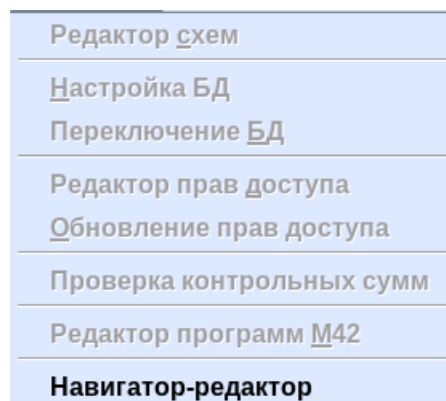 Редактор схем
Настройка БД
Переключение БД
Редактор прав доступа
Обновление прав доступа
Проверка контрольных сумм
Редактор программ М42
Навигатор-редактор